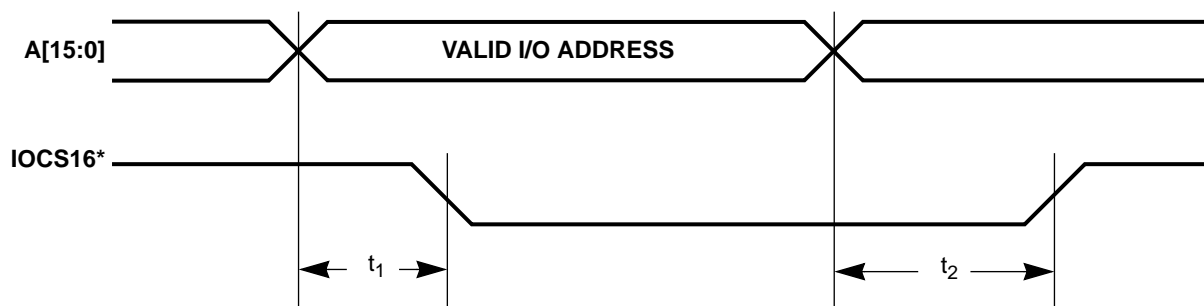 A[15:0]
VALID I/O ADDRESS
IOCS16*
t1
t2